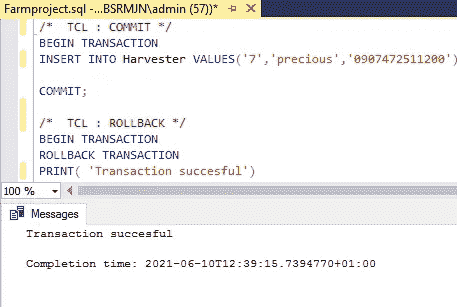 Farmproject.sql -...BSRMJN\admin (57))*
/*  TCL : COMMIT */
BEGIN TRANSACTION
INSERT INTO Harvester VALUES('7','precious','0907472511200')
COMMIT;
/*  TCL : ROLLBACK */
BEGIN TRANSACTION
ROLLBACK TRANSACTION
PRINT( 'Transaction succesful')
100 %
Messages
Transaction succesful
Completion time: 2021-06-10T12:39:15.7394770+01:00